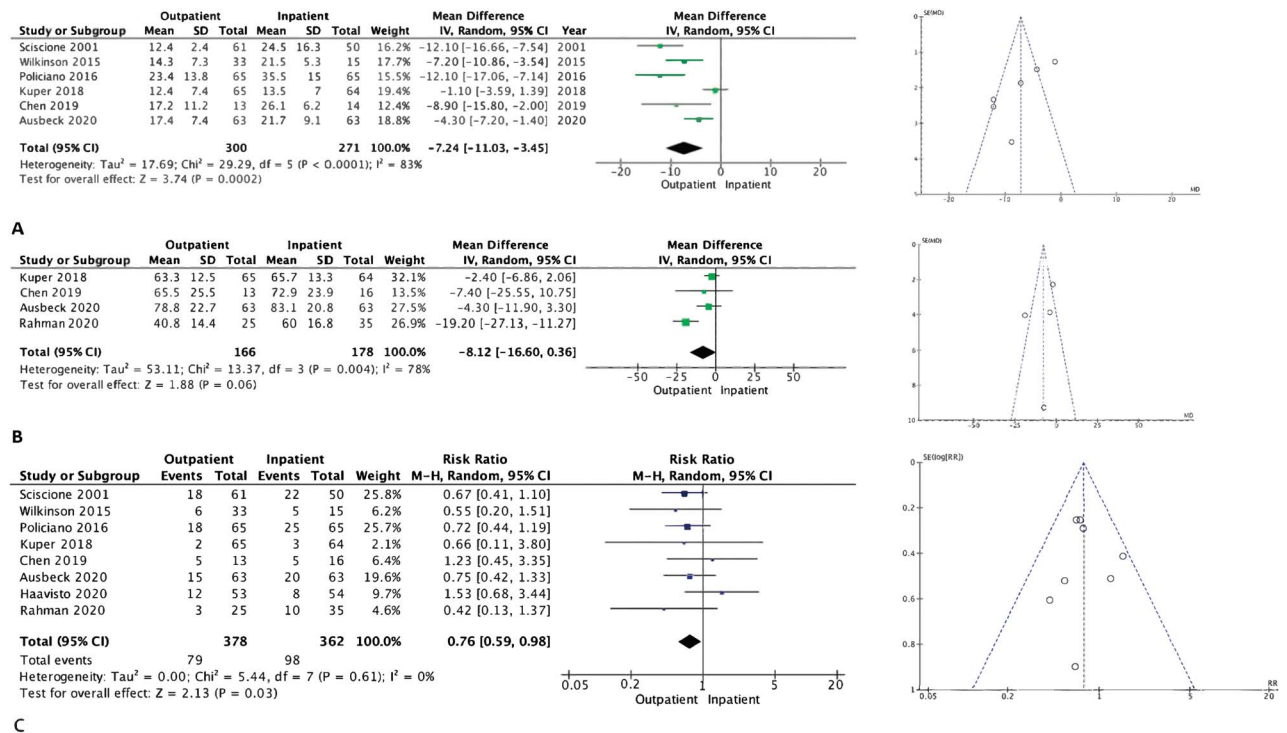 Outpatient Inpatient Mean Difference Mean Difference
Study or Subgroup Mean SD Total Mean SD Total Weight IV, Random, 95% CI Year IV, Random, 95% CI
Sciscione 2001 12.4 2.4 61 24.5 16.3 50 16.2% -12.10 [-16.66, -7.54] 2001
Wilkinson 2015 14.3 7.3 33 21.5 5.3 15 17.7% -7.20 [-10.86, -3.54] 2015
Policiano 2016 23.4 13.8 65 35.5 15 65 15.5% -12.10 [-17.06, -7.14] 2016
Kuper 2018 12.4 7.4 65 13.5 7 64 19.4% -1.10 [-3.59, 1.39] 2018
Chen 2019 17.2 11.2 13 26.1 6.2 14 12.4% -8.90 [-15.80, -2.00] 2019
Ausbeck 2020 17.4 7.4 63 21.7 9.1 63 18.8% -4.30 [-7.20, -1.40] 2020
Total (95% CI) 300 271 100.0% -7.24 [-11.03, -3.45]
Heterogeneity: Tau² = 17.69; Chi² = 29.29, df = 5 (P < 0.0001); I² = 83%
Test for overall effect: Z = 3.74 (P = 0.0002)
-20 -10 0 10 20
Outpatient Inpatient
SE(MD)
0
1
2
3
4
5
MD
-20 -10 0 10 20
A
Outpatient Inpatient Mean Difference Mean Difference
Study or Subgroup Mean SD Total Mean SD Total Weight IV, Random, 95% CI IV, Random, 95% CI
Kuper 2018 63.3 12.5 65 65.7 13.3 64 32.1% -2.40 [-6.86, 2.06]
Chen 2019 65.5 25.5 13 72.9 23.9 16 13.5% -7.40 [-25.55, 10.75]
Ausbeck 2020 78.8 22.7 63 83.1 20.8 63 27.5% -4.30 [-11.90, 3.30]
Rahman 2020 40.8 14.4 25 60 16.8 35 26.9% -19.20 [-27.13, -11.27]
Total (95% CI) 166 178 100.0% -8.12 [-16.60, 0.36]
Heterogeneity: Tau² = 53.11; Chi² = 13.37, df = 3 (P = 0.004); I² = 78%
Test for overall effect: Z = 1.88 (P = 0.06)
-50 -25 0 25 50
Outpatient Inpatient
SE(MD)
0
2
4
6
8
10
MD
-50 -25 0 25 50
B
Outpatient Inpatient Risk Ratio Risk Ratio
Study or Subgroup Events Total Events Total Weight M-H, Random, 95% CI M-H, Random, 95% CI
Sciscione 2001 18 61 22 50 25.8% 0.67 [0.41, 1.10]
Wilkinson 2015 6 33 5 15 6.2% 0.55 [0.20, 1.51]
Policiano 2016 18 65 25 65 25.7% 0.72 [0.44, 1.19]
Kuper 2018 2 65 3 64 2.1% 0.66 [0.11, 3.80]
Chen 2019 5 13 5 16 6.4% 1.23 [0.45, 3.35]
Ausbeck 2020 15 63 20 63 19.6% 0.75 [0.42, 1.33]
Haavisto 2020 12 53 8 54 9.7% 1.53 [0.68, 3.44]
Rahman 2020 3 25 10 35 4.6% 0.42 [0.13, 1.37]
Total (95% CI) 378 362 100.0% 0.76 [0.59, 0.98]
Total events 79 98
Heterogeneity: Tau² = 0.00; Chi² = 5.44, df = 7 (P = 0.61); I² = 0%
Test for overall effect: Z = 2.13 (P = 0.03)
0.05 0.2 1 5 20
Outpatient Inpatient
SE(log[RR])
0
0.2
0.4
0.6
0.8
1
RR
0.05 0.2 1 5 20
C